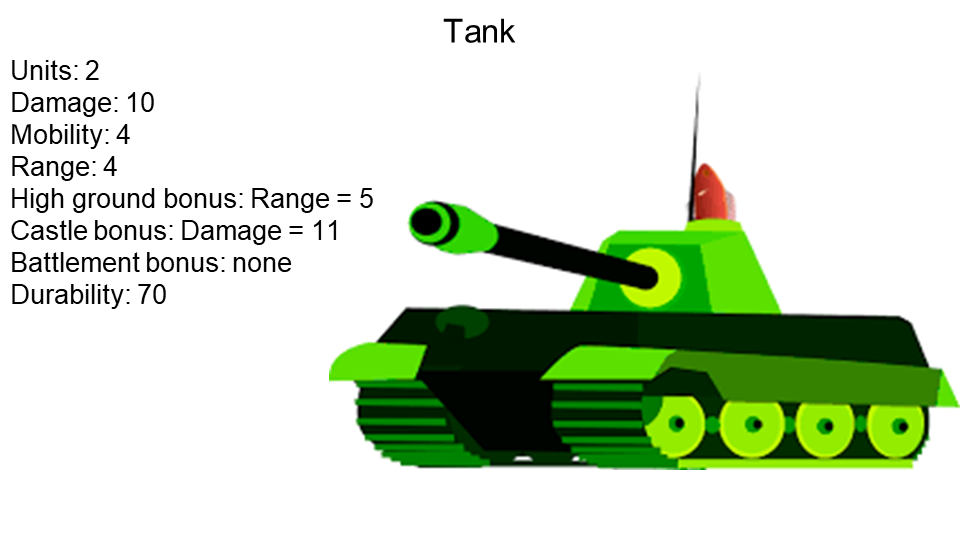 Tank
Units: 2
Damage: 10
Mobility: 4
Range: 4
High ground bonus: Range = 5
Castle bonus: Damage = 11
Battlement bonus: none
Durability: 70